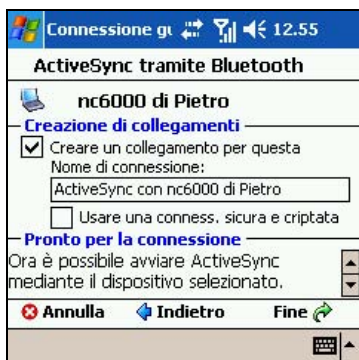 Connessione gu 12.55
ActiveSync tramite Bluetooth
nc6000 di Pietro
Creazione di collegamenti
Creare un collegamento per questa
Nome di connessione:
ActiveSync con nc6000 di Pietro
Usare una conness. sicura e criptata
Pronto per la connessione
Ora è possibile avviare ActiveSync
mediante il dispositivo selezionato.
Annulla Indietro Fine